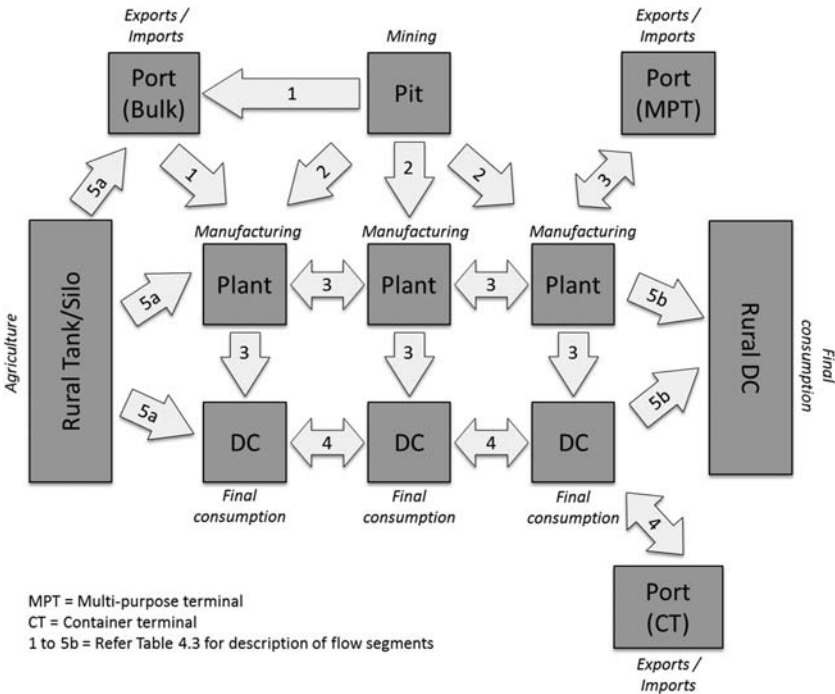 Exports /
Imports
Mining
Exports /
Imports
Port
(Bulk)
1
Pit
Port
(MPT)
5a
1
2
2
2
3
Manufacturing
Manufacturing
Manufacturing
Agriculture
Rural Tank/Silo
5a
Plant
3
Plant
3
Plant
5b
Rural DC
Final
consumption
3
3
3
5a
DC
4
DC
4
DC
5b
Final
consumption
Final
consumption
Final
consumption
4
Port
(CT)
Exports /
Imports
MPT = Multi-purpose terminal
CT = Container terminal
1 to 5b = Refer Table 4.3 for description of flow segments